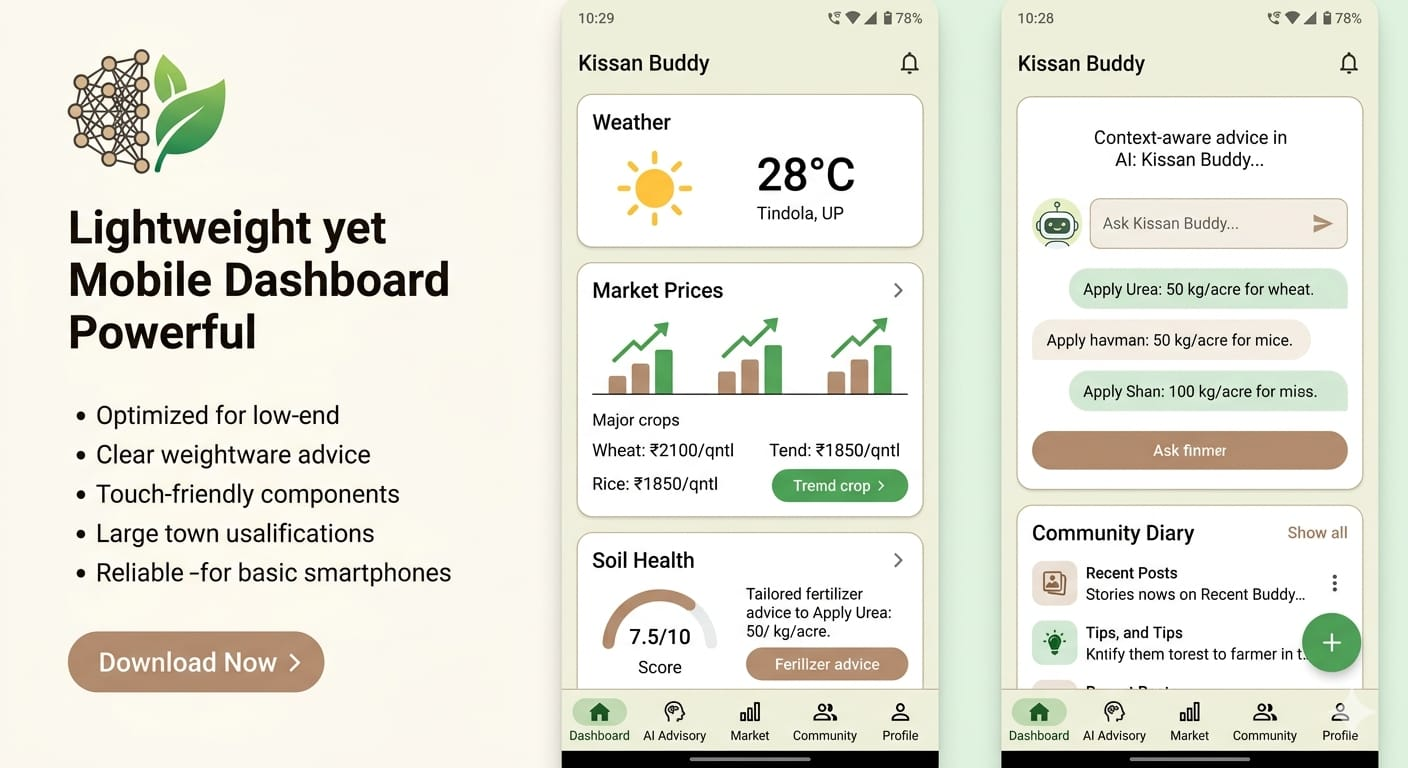 Lightweight yet
Mobile Dashboard
Powerful
• Optimized for low-end
• Clear weightware advice
• Touch-friendly components
• Large town usalifications
• Reliable -for basic smartphones
Download Now >
10:29
78%
Kissan Buddy
Weather
28°C
Tindola, UP
Market Prices
Major crops
Wheat: ₹2100/qntl
Tend: ₹1850/qntl
Rice: ₹1850/qntl
Tremd crop >
Soil Health
7.5/10
Score
Tailored fertilizer
advice to Apply Urea:
50/ kg/acre.
Ferilizer advice
Dashboard
AI Advisory
Market
Community
Profile
10:28
78%
Kissan Buddy
Context-aware advice in
AI: Kissan Buddy...
Ask Kissan Buddy...
Apply Urea: 50 kg/acre for wheat.
Apply havman: 50 kg/acre for mice.
Apply Shan: 100 kg/acre for miss.
Ask finmer
Community Diary
Show all
Recent Posts
Stories nows on Recent Buddy...
Tips, and Tips
Kntify them torest to farmer in t...
Dashboard
AI Advisory
Market
Community
Profile